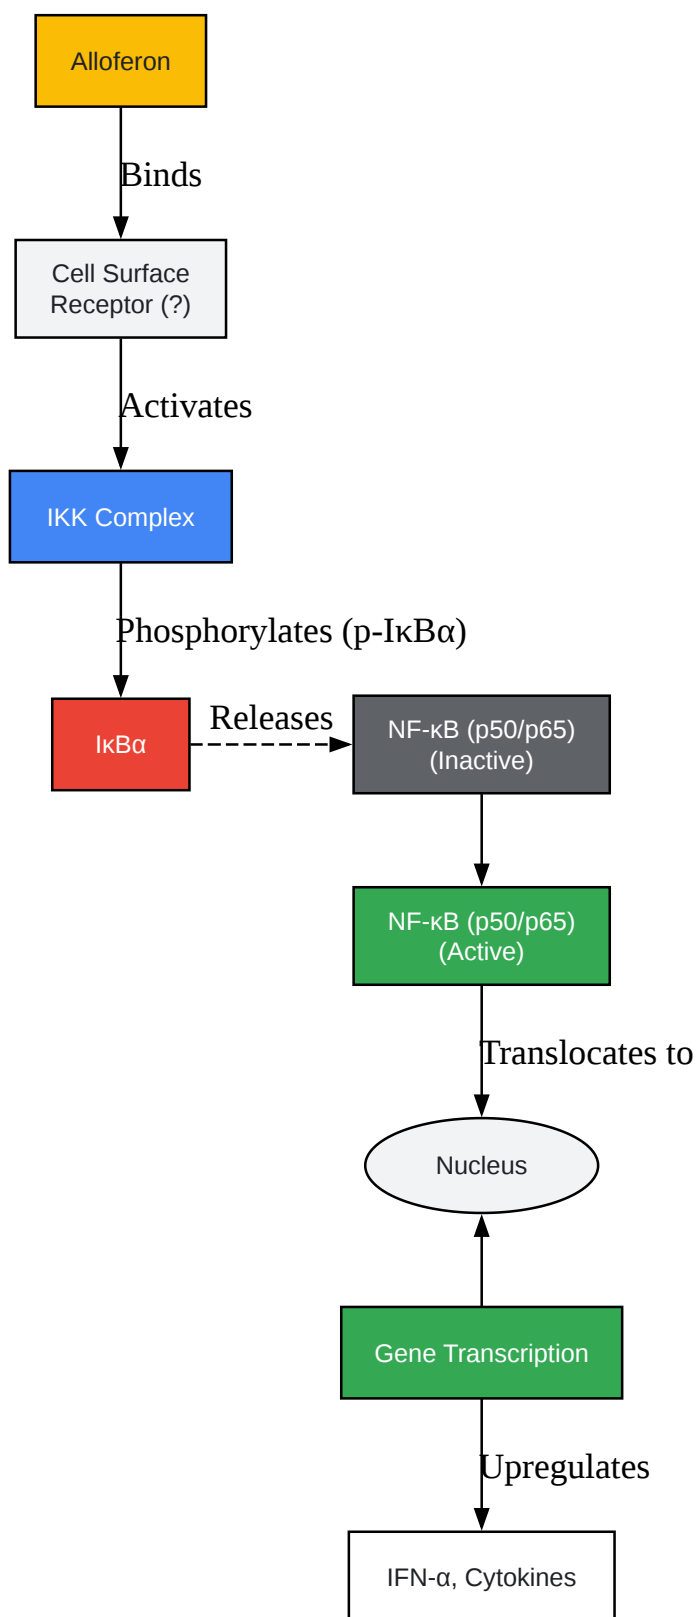 Alloferon
Binds
Cell Surface
Receptor (?)
Activates
IKK Complex
Phosphorylates (p-IκBα)
IκBα
Releases
NF-κB (p50/p65)
(Inactive)
NF-κB (p50/p65)
(Active)
Translocates to
Nucleus
Gene Transcription
Upregulates
IFN-α, Cytokines